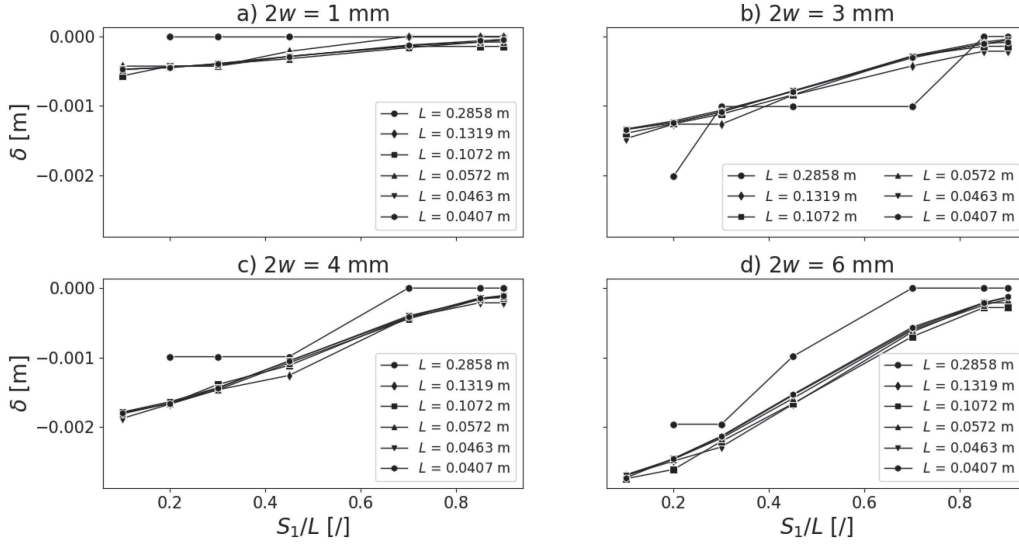 a) 2w = 1 mm
b) 2w = 3 mm
0.000
−0.001
−0.002
δ [m]
L = 0.2858 m
L = 0.1319 m
L = 0.1072 m
L = 0.0572 m
L = 0.0463 m
L = 0.0407 m
L = 0.2858 m
L = 0.1319 m
L = 0.1072 m
L = 0.0572 m
L = 0.0463 m
L = 0.0407 m
c) 2w = 4 mm
d) 2w = 6 mm
0.000
−0.001
−0.002
δ [m]
L = 0.2858 m
L = 0.1319 m
L = 0.1072 m
L = 0.0572 m
L = 0.0463 m
L = 0.0407 m
L = 0.2858 m
L = 0.1319 m
L = 0.1072 m
L = 0.0572 m
L = 0.0463 m
L = 0.0407 m
0.2 0.4 0.6 0.8
0.2 0.4 0.6 0.8
S₁/L [/]
S₁/L [/]